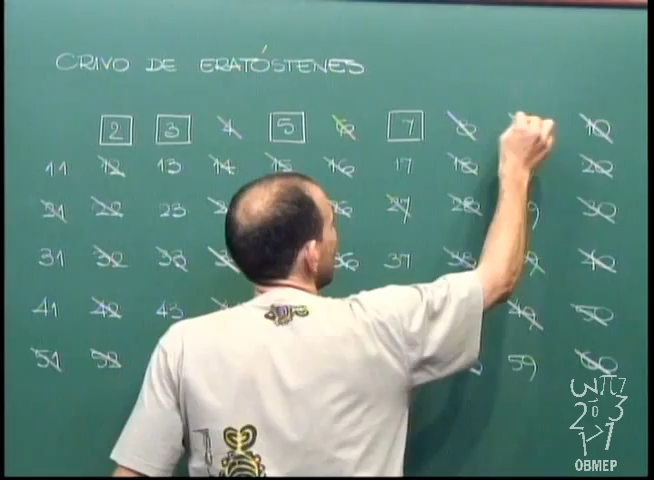 CRIVO DE ERATÓSTENES
2 3 4 5 6 7 8 10
11 12 13 14 15 16 17 18 20
21 22 23 27 28 30
31 32 33 36 37 38 40
41 42 43 49 50
51 52 59 60
OBMEP